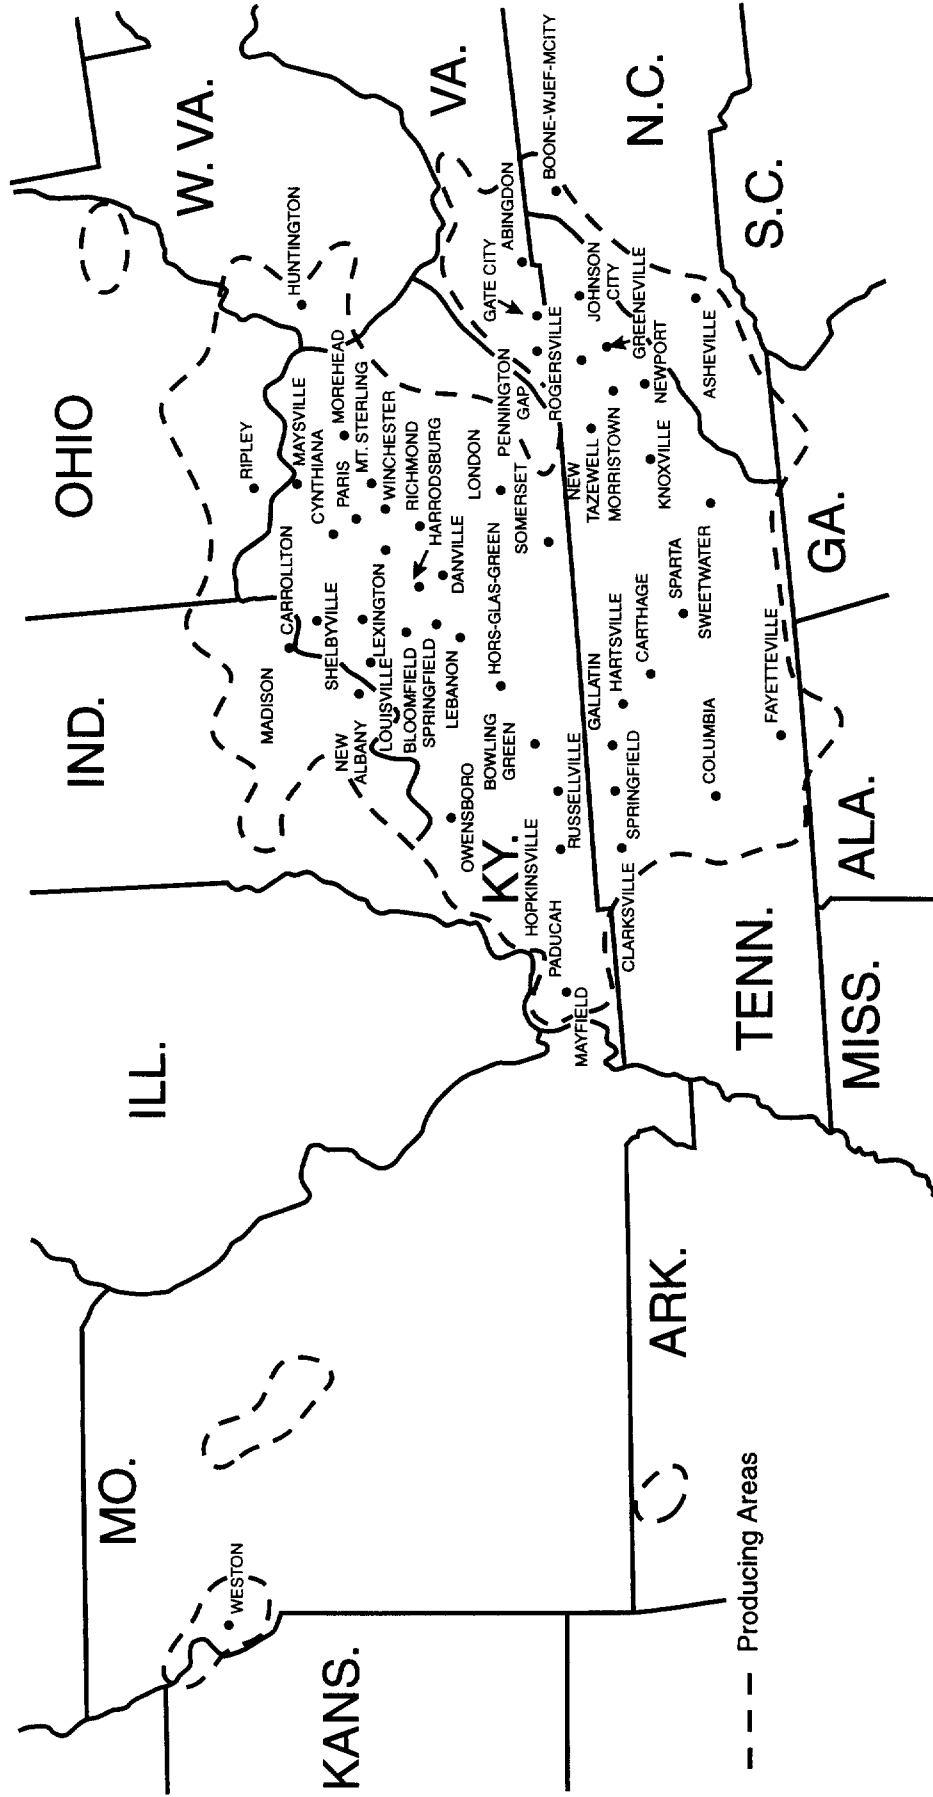 OHIO
W. VA.
VA.
N.C.
S.C.
IND.
ILL.
KY.
TENN.
GA.
ALA.
MISS.
MO.
ARK.
KANS.
HUNTINGTON
RIPLEY
MAYSVILLE
CYNTHIANA
PARIS
MOREHEAD
MT. STERLING
WINCHESTER
RICHMOND
HARRODSBURG
LONDON
CARROLLTON
SHELBYVILLE
LEXINGTON
DANVILLE
MADISON
NEW
ALBANY
LOUISVILLE
BLOOMFIELD
SPRINGFIELD
LEBANON
HORS-GLAS-GREEN
SOMERSET
PENNINGTON
GAP
GATE CITY
ABINGDON
BOONE-WJEF-MCITY
ROGERSVILLE
JOHNSON
CITY
GREENEVILLE
NEWPORT
ASHEVILLE
NEW
TAZEWELL
MORRISTOWN
KNOXVILLE
SWEETWATER
SPARTA
CARTHAGE
HARTSVILLE
GALLATIN
OWENSBORO
BOWLING
GREEN
RUSSELLVILLE
HOPKINSVILLE
SPRINGFIELD
CLARKSVILLE
COLUMBIA
FAYETTEVILLE
PADUCAH
MAYFIELD
WESTON
Producing Areas